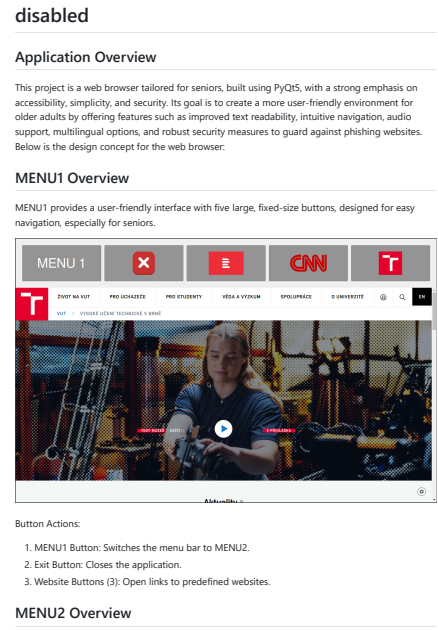 disabled
Application Overview
This project is a web browser tailored for seniors, built using PyQt5, with a strong emphasis on
accessibility, simplicity, and security. Its goal is to create a more user-friendly environment for
older adults by offering features such as improved text readability, intuitive navigation, audio
support, multilingual options, and robust security measures to guard against phishing websites.
Below is the design concept for the web browser:
MENU1 Overview
MENU1 provides a user-friendly interface with five large, fixed-size buttons, designed for easy
navigation, especially for seniors.
MENU 1 CNN
ŽIVOT NA VUT PRO UCHAZEČE PRO STUDENTY VĚDA A VÝZKUM SPOLUPRÁCE O UNIVERZITĚ EN
VUT › VYSOKÉ UČENÍ TECHNICKÉ V BRNĚ
E-PŘIHLÁŠKA
Aktuality
Button Actions:
1. MENU1 Button: Switches the menu bar to MENU2.
2. Exit Button: Closes the application.
3. Website Buttons (3): Open links to predefined websites.
MENU2 Overview